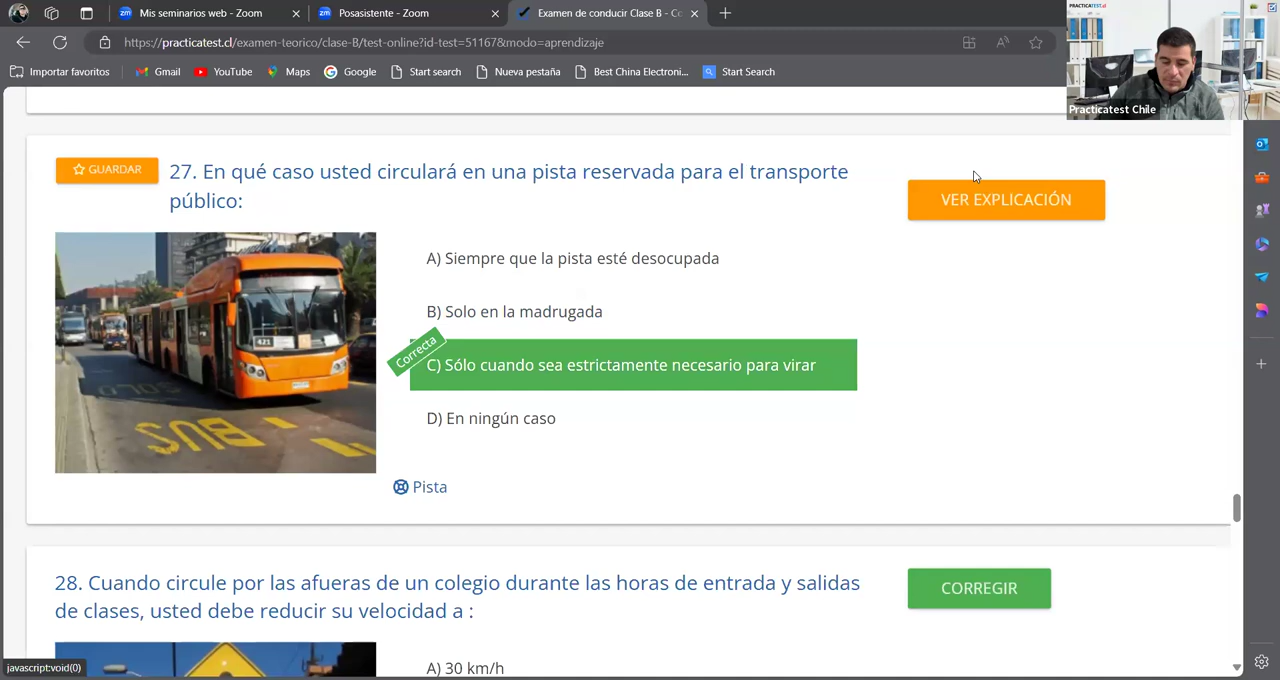 Mis seminarios web - Zoom
Posasistente - Zoom
Examen de conducir Clase B - Co
PRACTICATEST.cl
https://practicatest.cl/examen-teorico/clase-B/test-online?id-test=51167&modo=aprendizaje
Importar favoritos
Gmail
YouTube
Maps
Google
Start search
Nueva pestaña
Best China Electroni...
Start Search
Practicatest Chile
GUARDAR
27. En qué caso usted circulará en una pista reservada para el transporte
público:
VER EXPLICACIÓN
A) Siempre que la pista esté desocupada
B) Solo en la madrugada
Correcta
C) Sólo cuando sea estrictamente necesario para virar
D) En ningún caso
421
SOLO
BUS
Pista
28. Cuando circule por las afueras de un colegio durante las horas de entrada y salidas
de clases, usted debe reducir su velocidad a :
CORREGIR
A) 30 km/h
javascript:void(0)